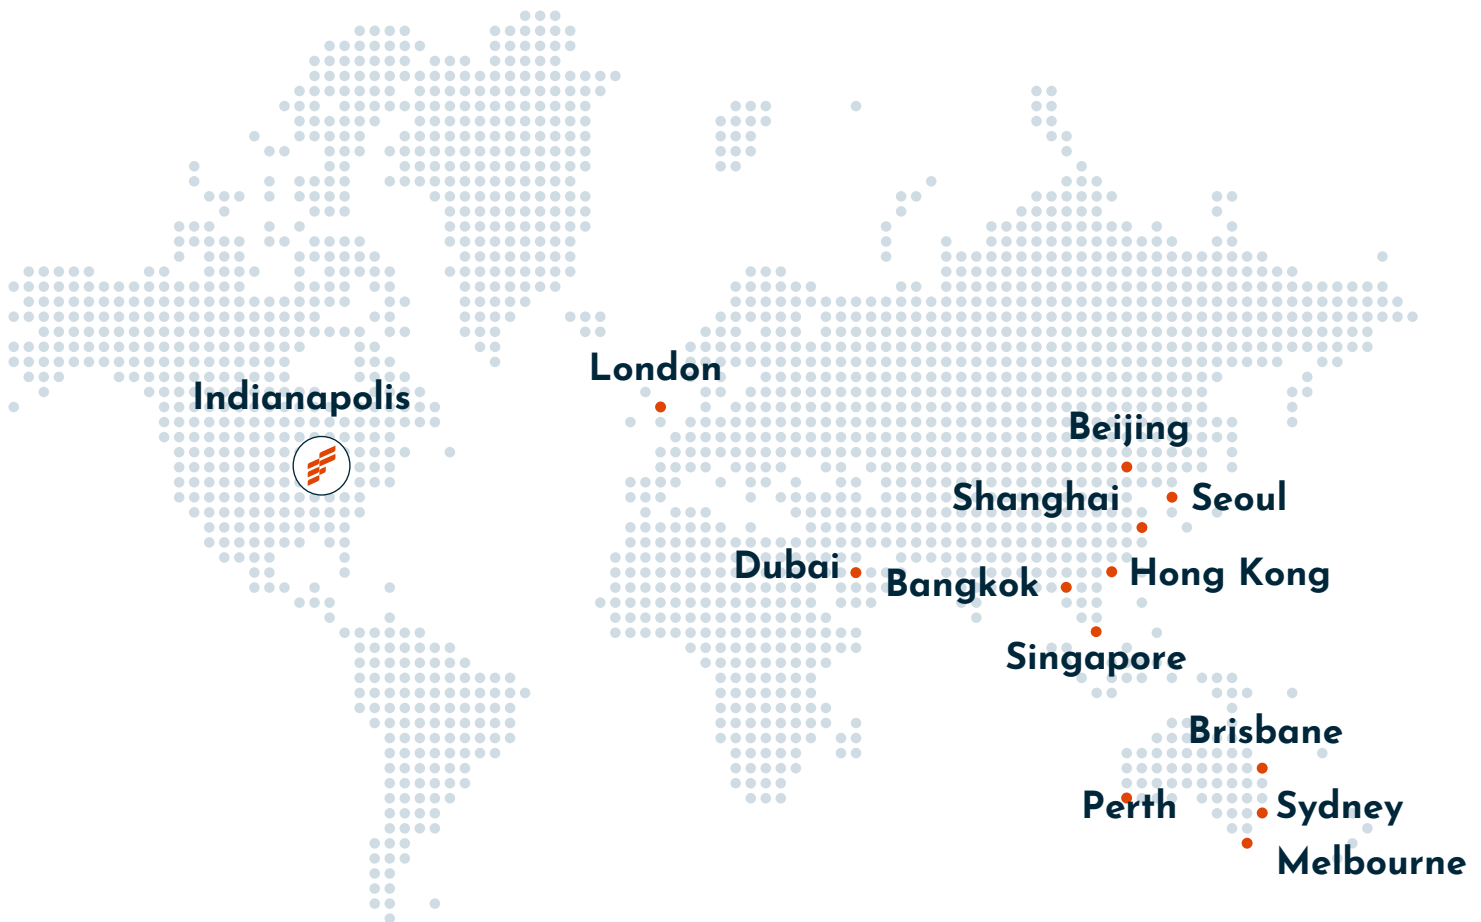 London
Indianapolis
Beijing
Shanghai
Seoul
Dubai
Bangkok
Hong Kong
Singapore
Brisbane
Perth
Sydney
Melbourne